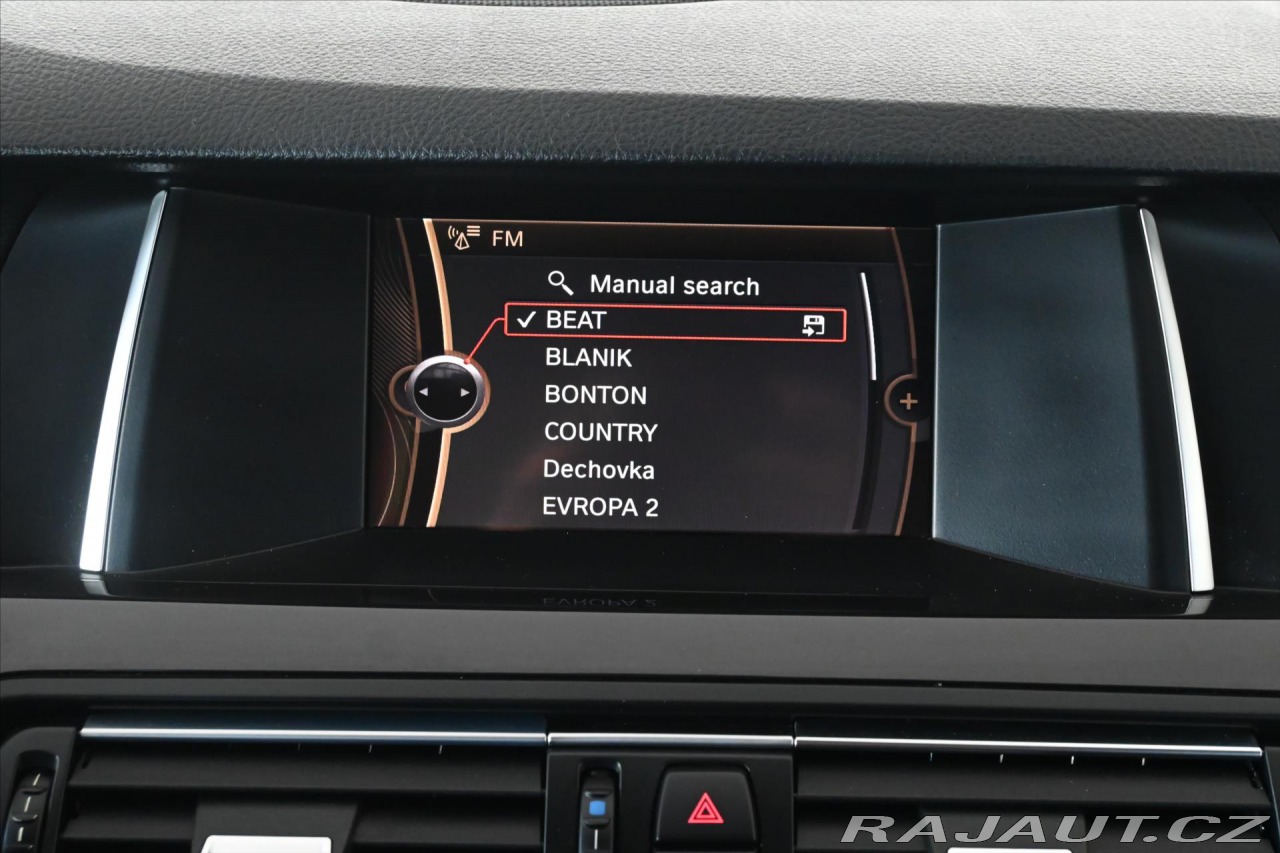 FM
Manual search
BEAT
BLANIK
BONTON
COUNTRY
Dechovka
EVROPA 2
RAJAUT.CZ